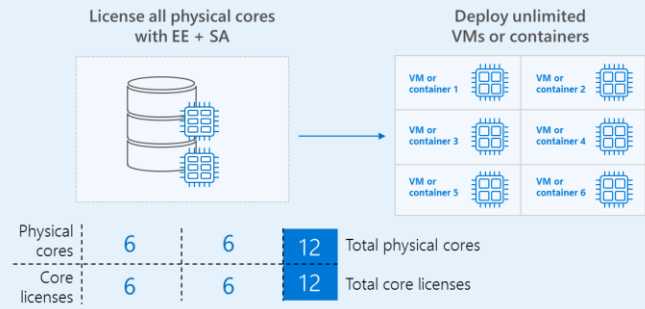 License all physical cores
with EE + SA
Deploy unlimited
VMs or containers
VM or
container 1
VM or
container 2
VM or
container 3
VM or
container 4
VM or
container 5
VM or
container 6
Physical
cores
6
6
12
Total physical cores
Core
licenses
6
6
12
Total core licenses